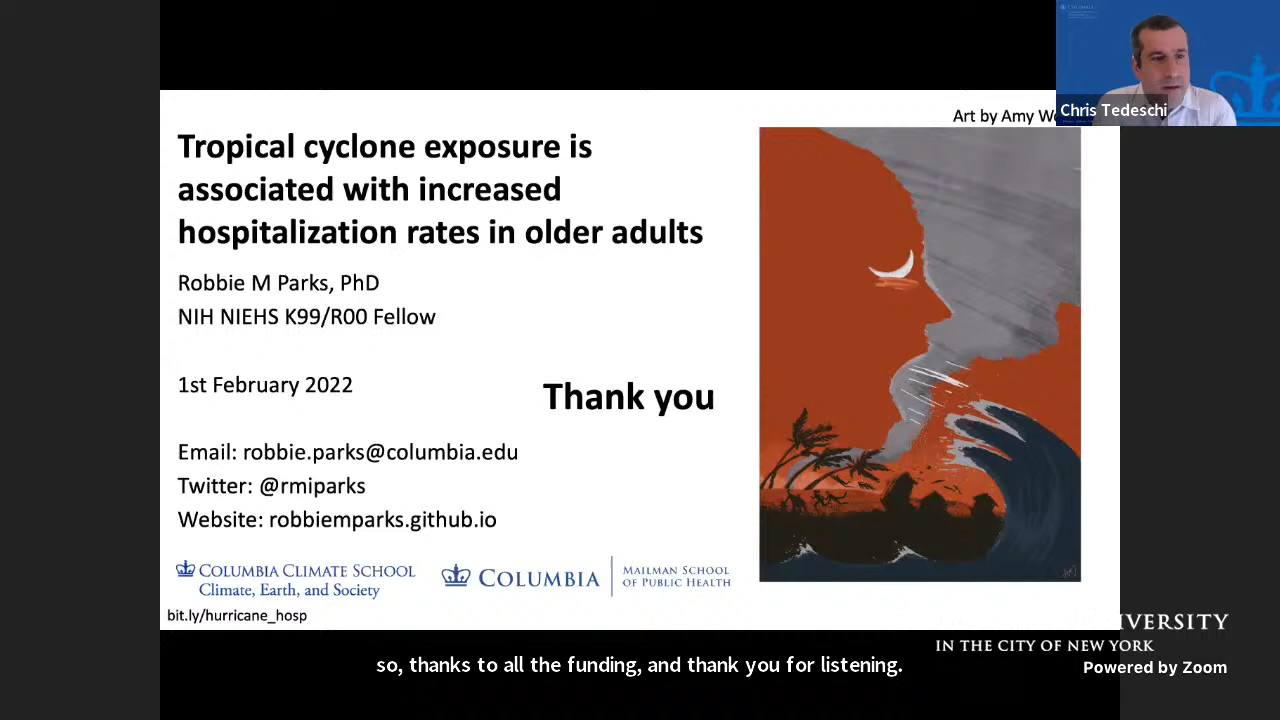 Art by Amy
Chris Tedeschi
Tropical cyclone exposure is
associated with increased
hospitalization rates in older adults
Robbie M Parks, PhD
NIH NIEHS K99/R00 Fellow
1st February 2022
Thank you
Email: robbie.parks@columbia.edu
Twitter: @rmiparks
Website: robbiemparks.github.io
COLUMBIA CLIMATE SCHOOL
Climate, Earth, and Society
COLUMBIA
MAILMAN SCHOOL
OF PUBLIC HEALTH
bit.ly/hurricane_hosp
IN THE CITY OF NEW YORK
so, thanks to all the funding, and thank you for listening.
Powered by Zoom